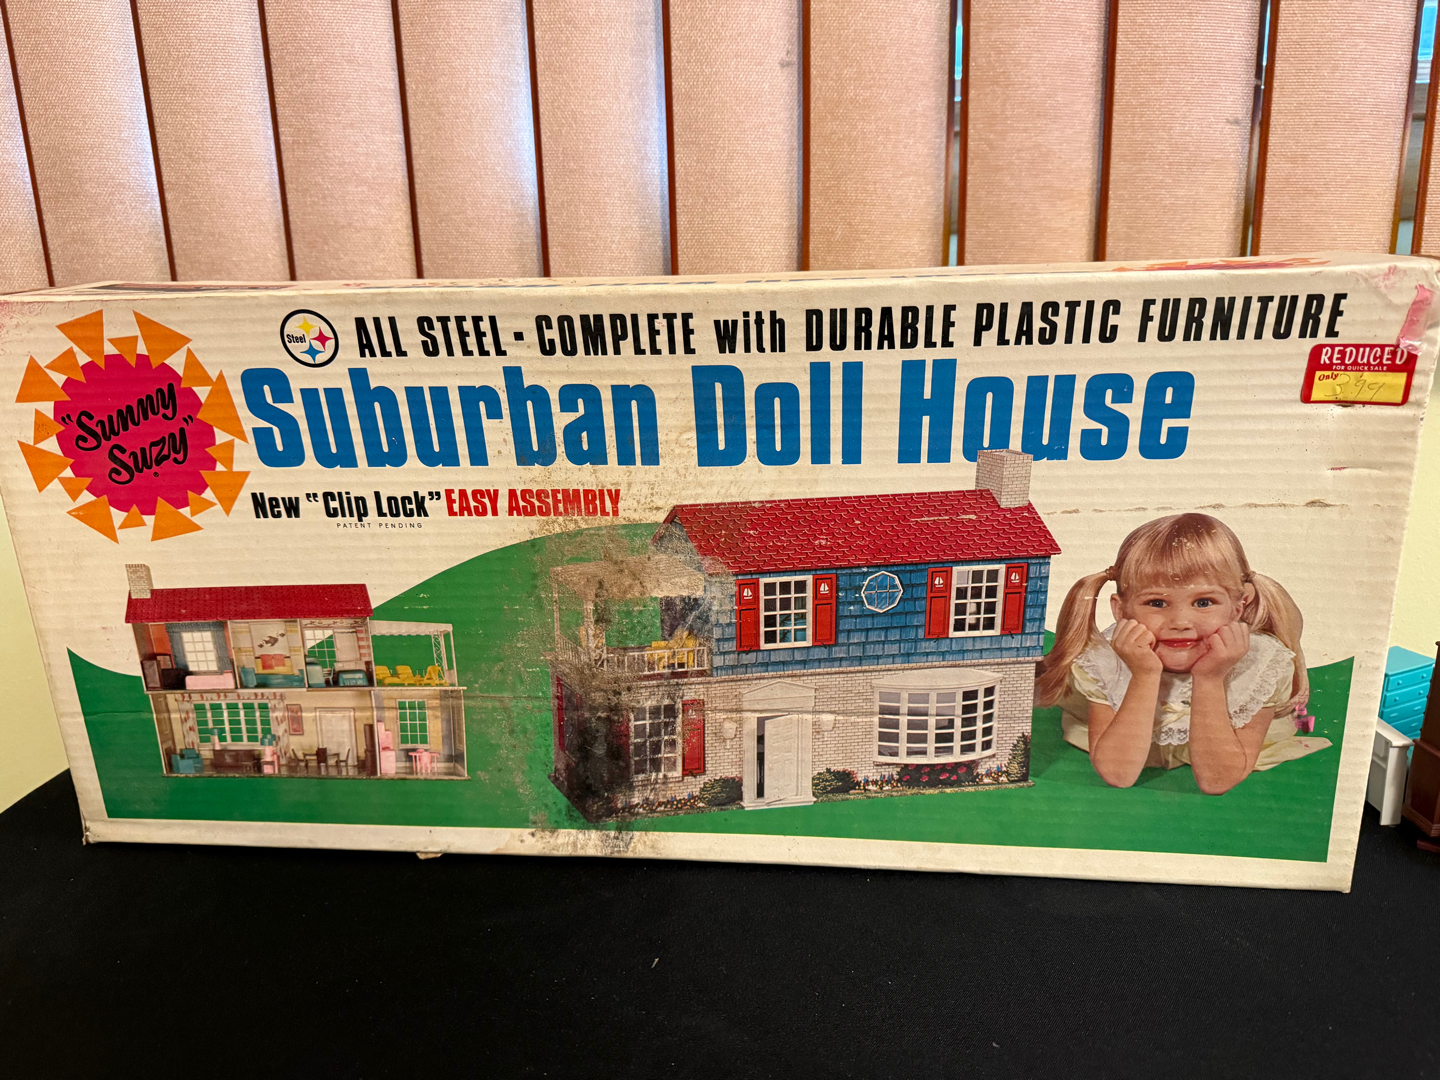 Steel
ALL STEEL - COMPLETE with DURABLE PLASTIC FURNITURE
"Sunny
Suzy"
Suburban Doll House
REDUCED
FOR QUICK SALE
Only
New "Clip Lock" EASY ASSEMBLY
PATENT PENDING